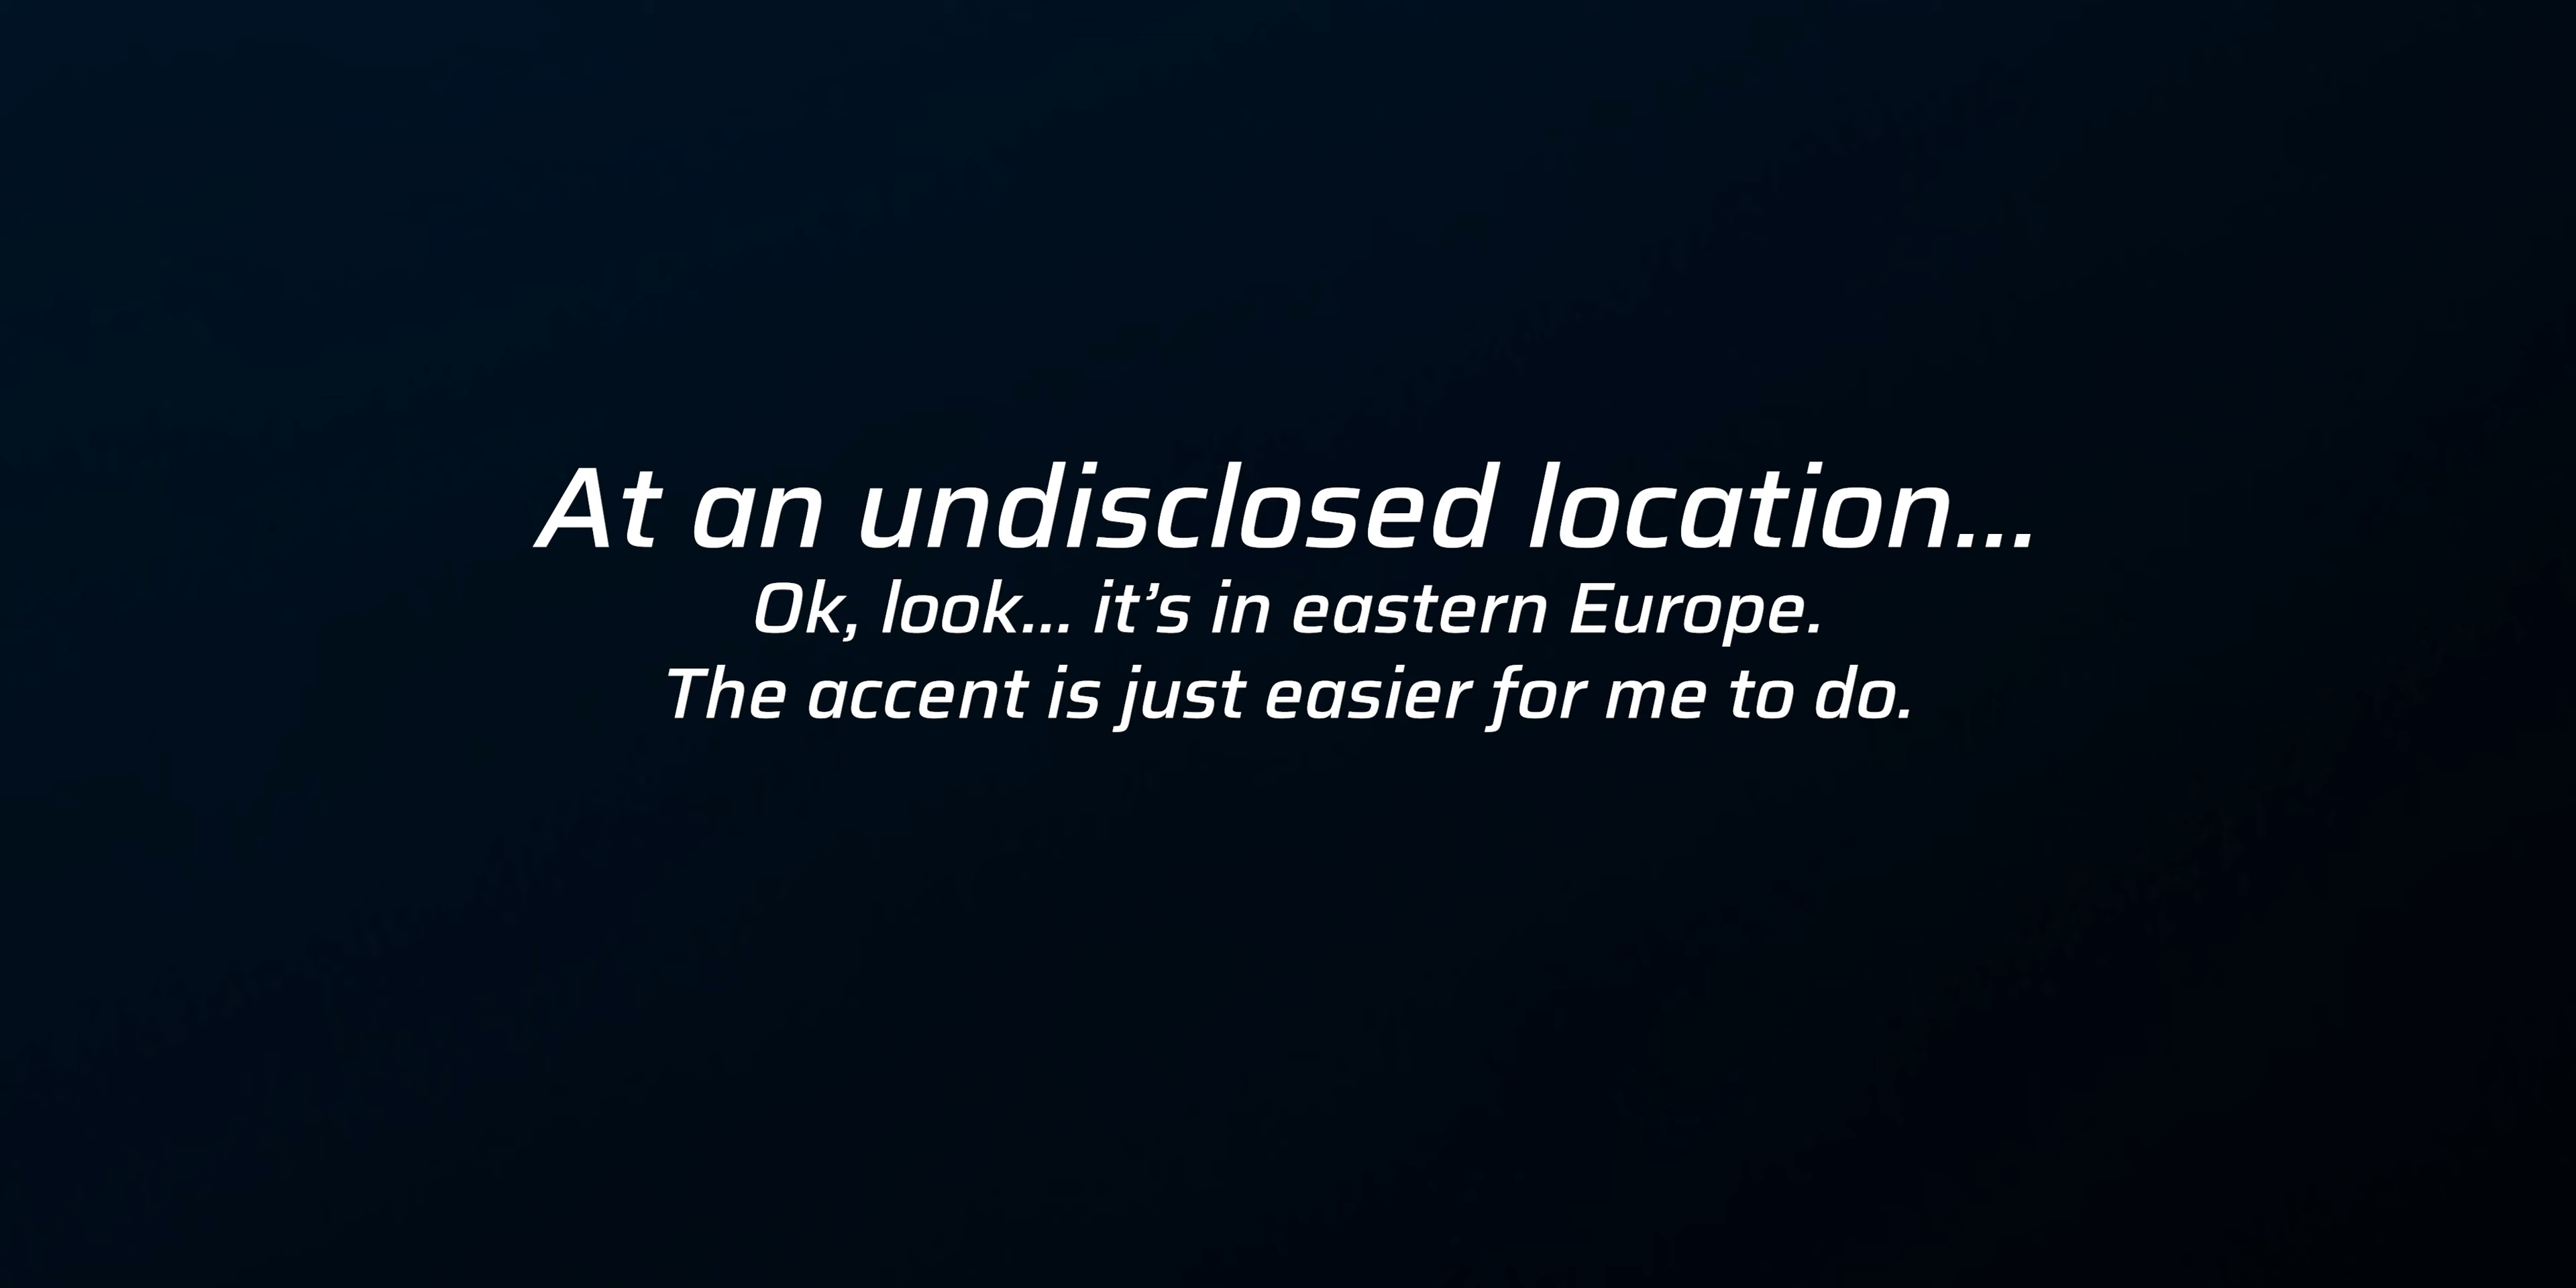 At an undisclosed location...
Ok, look... it’s in eastern Europe.
The accent is just easier for me to do.